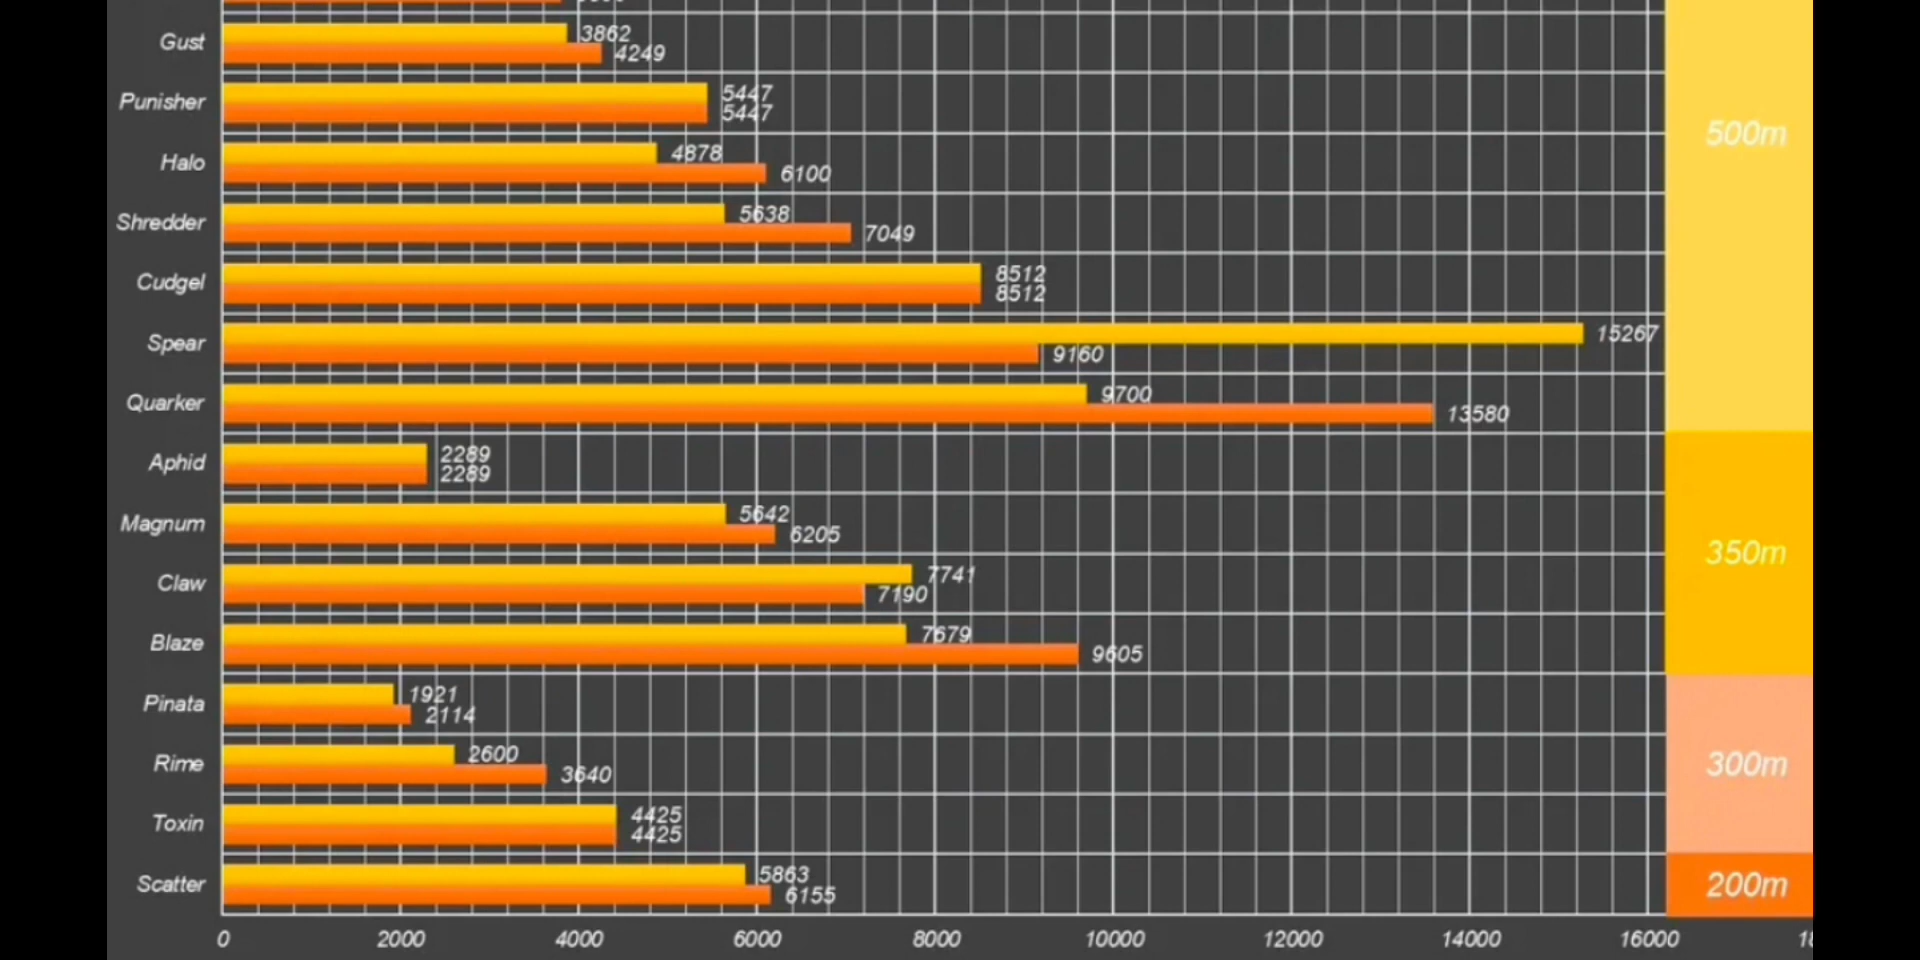 Gust
3862
4249
Punisher
5447
5447
500m
Halo
4878
6100
Shredder
5638
7049
Cudgel
8512
8512
Spear
15267
9160
Quarker
9700
13580
Aphid
2289
2289
Magnum
5642
6205
350m
Claw
7741
7190
Blaze
7679
9605
Pinata
1921
2114
Rime
2600
3640
300m
Toxin
4425
4425
Scatter
5863
6155
200m
0 2000 4000 6000 8000 10000 12000 14000 16000